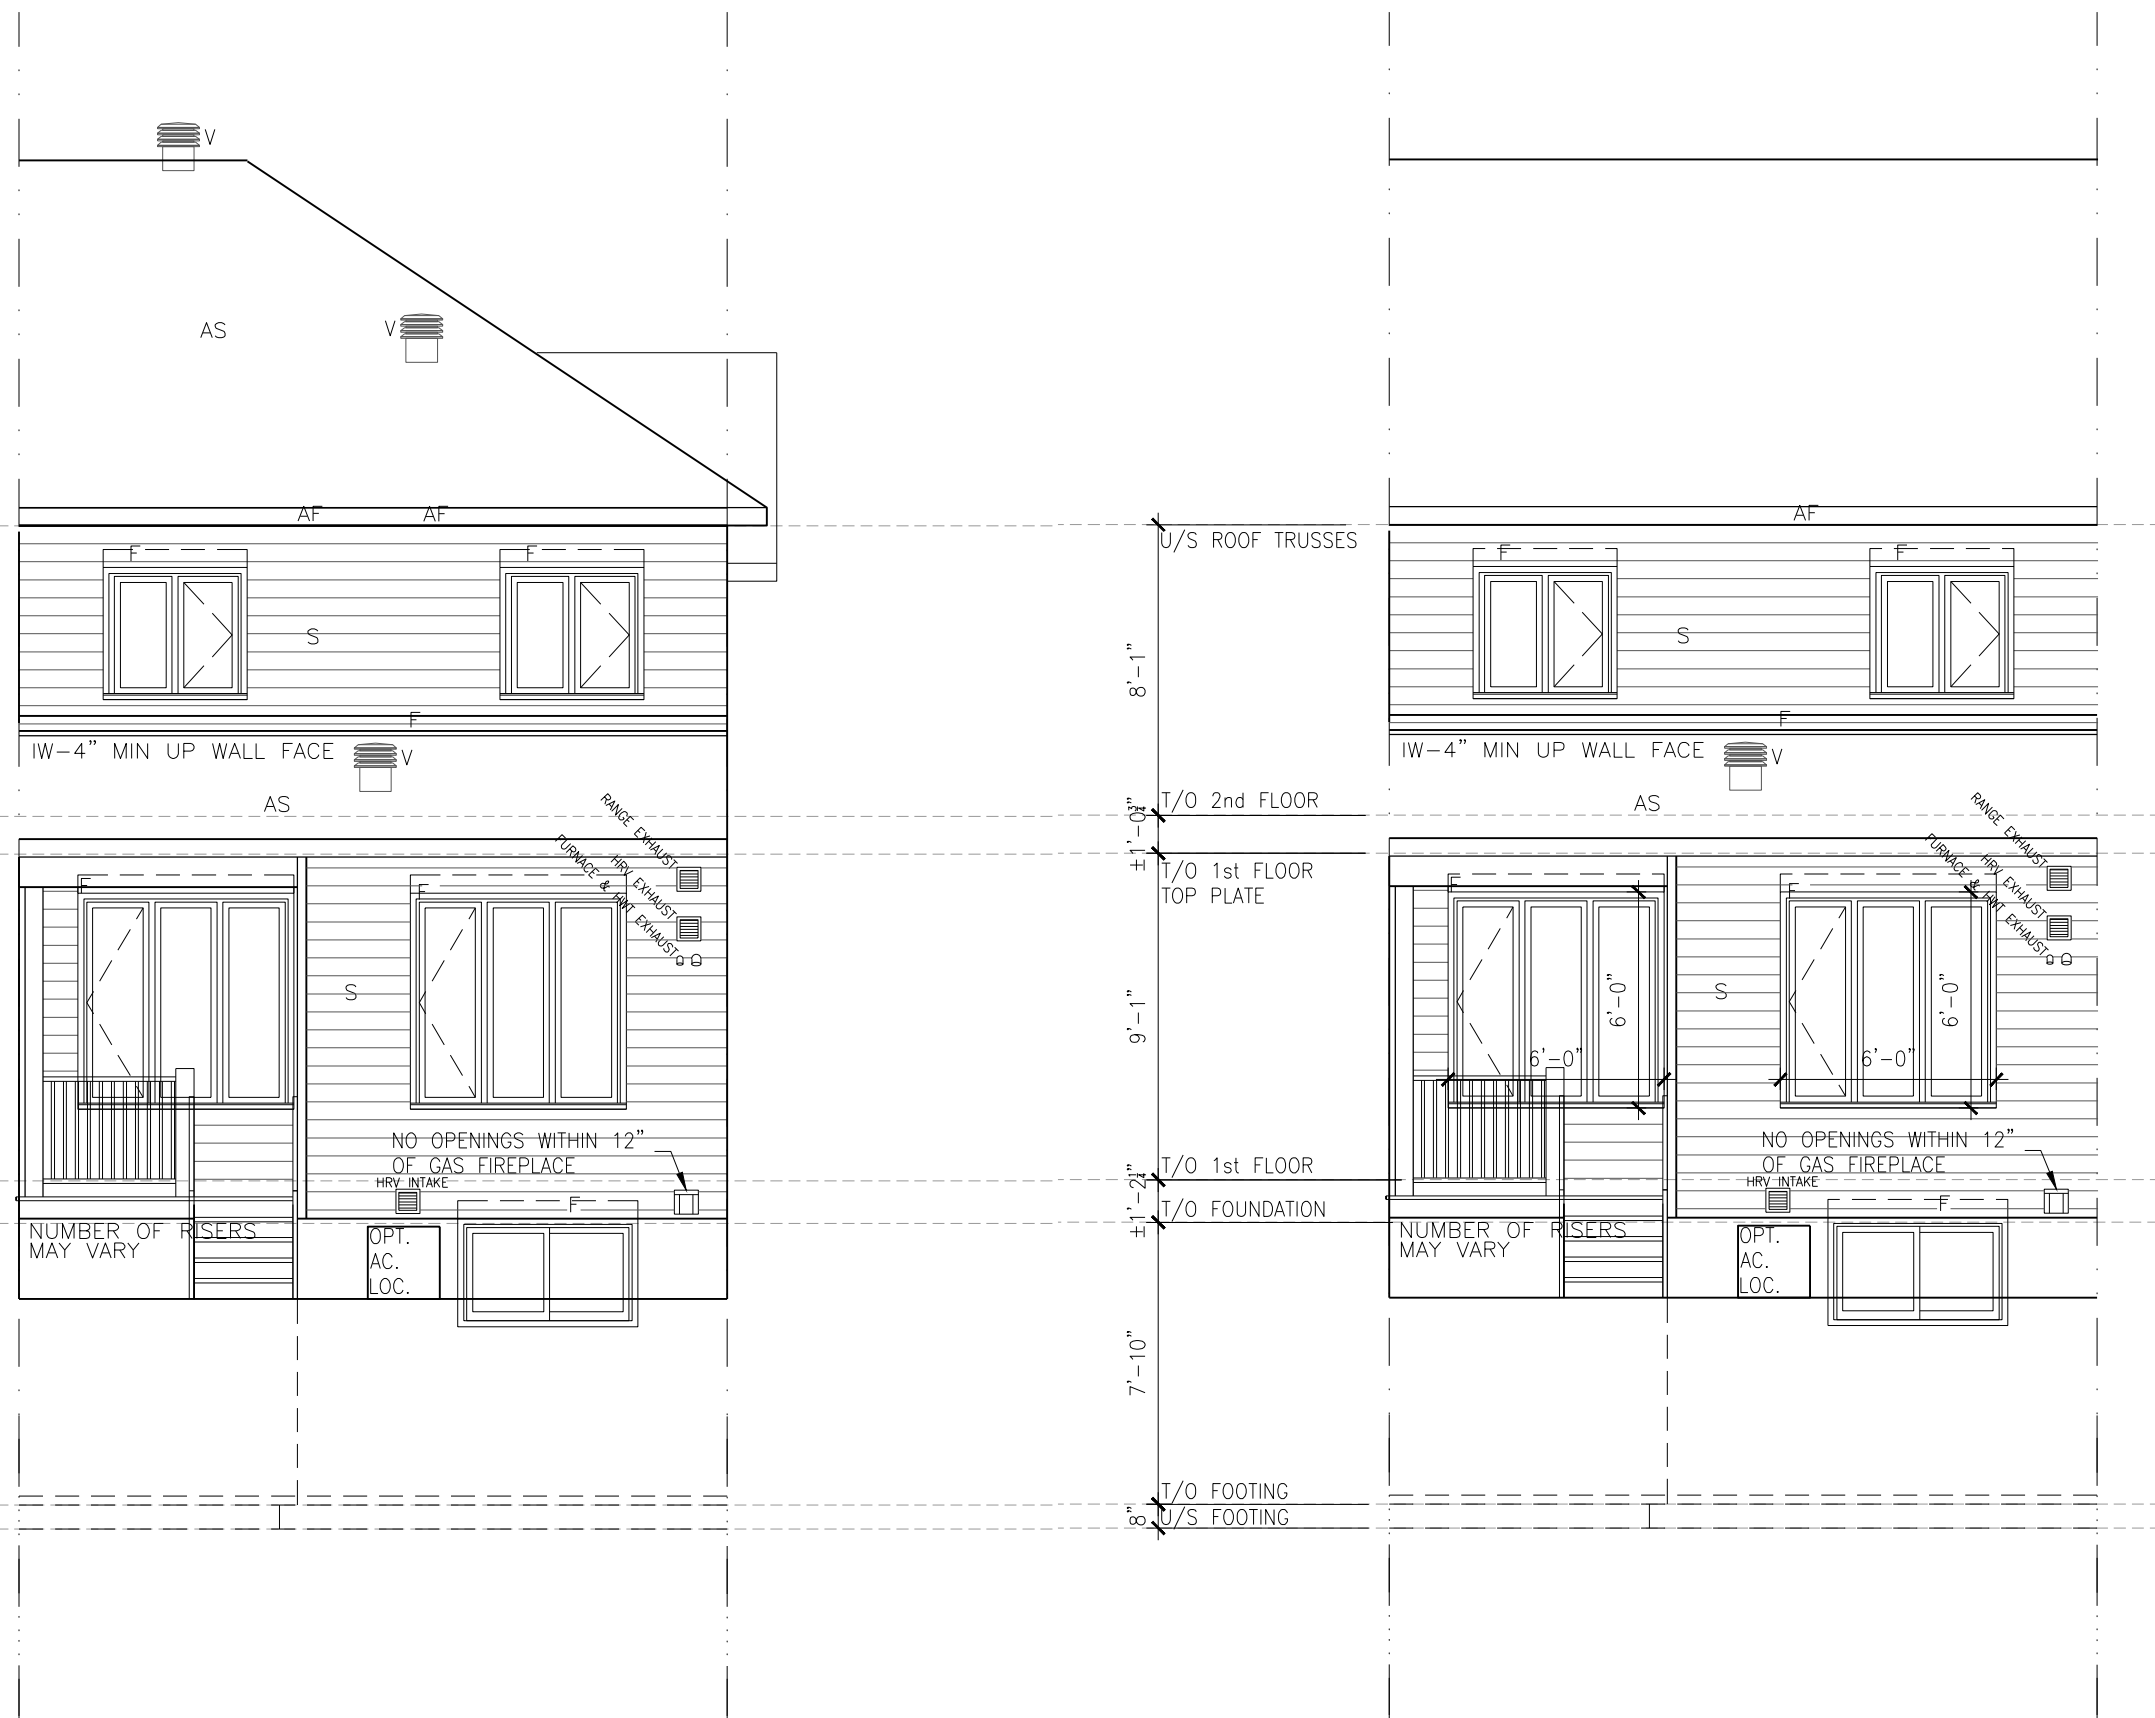 V
AS
V
AF AF
F F
S
F
IW-4" MIN UP WALL FACE
V
AS
RANGE EXHAUST
HRV EXHAUST
FURNACE & HWT EXHAUST
F
F
S
NO OPENINGS WITHIN 12"
OF GAS FIREPLACE
HRV INTAKE
F
NUMBER OF RISERS
MAY VARY
OPT.
AC.
LOC.
U/S ROOF TRUSSES
8'-1"
T/O 2nd FLOOR
±1'-0¾"
T/O 1st FLOOR
TOP PLATE
9'-1"
T/O 1st FLOOR
±1'-2¼"
T/O FOUNDATION
7'-10"
T/O FOOTING
8"
U/S FOOTING
AF
F F
S
F
IW-4" MIN UP WALL FACE
V
AS
RANGE EXHAUST
HRV EXHAUST
FURNACE & HWT EXHAUST
F
F
S
6'-0"
6'-0"
6'-0"
6'-0"
NO OPENINGS WITHIN 12"
OF GAS FIREPLACE
HRV INTAKE
F
NUMBER OF RISERS
MAY VARY
OPT.
AC.
LOC.